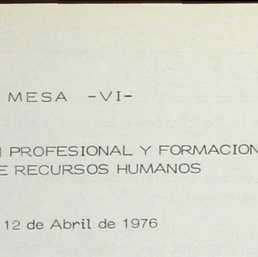 MESA -VI-
PROFESIONAL Y FORMACION
RECURSOS HUMANOS
12 de Abril de 1976